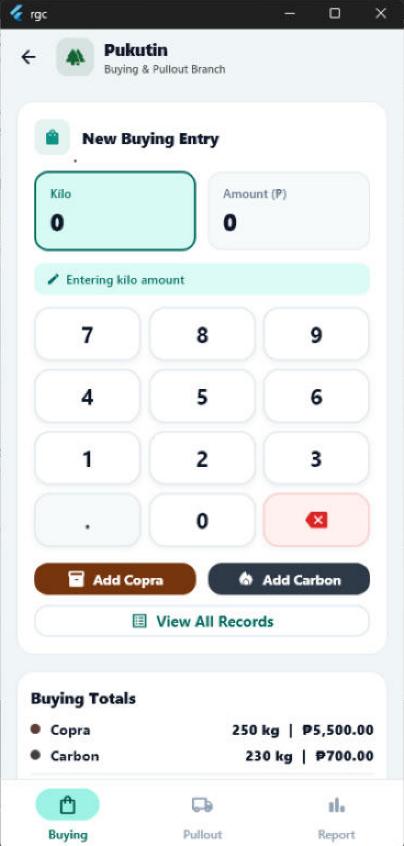 rgc
Pukutin
Buying & Pullout Branch
New Buying Entry
Kilo
0
Amount (₱)
0
Entering kilo amount
7 8 9
4 5 6
1 2 3
. 0
Add Copra
Add Carbon
View All Records
Buying Totals
Copra 250 kg | ₱5,500.00
Carbon 230 kg | ₱700.00
Buying Pullout Report